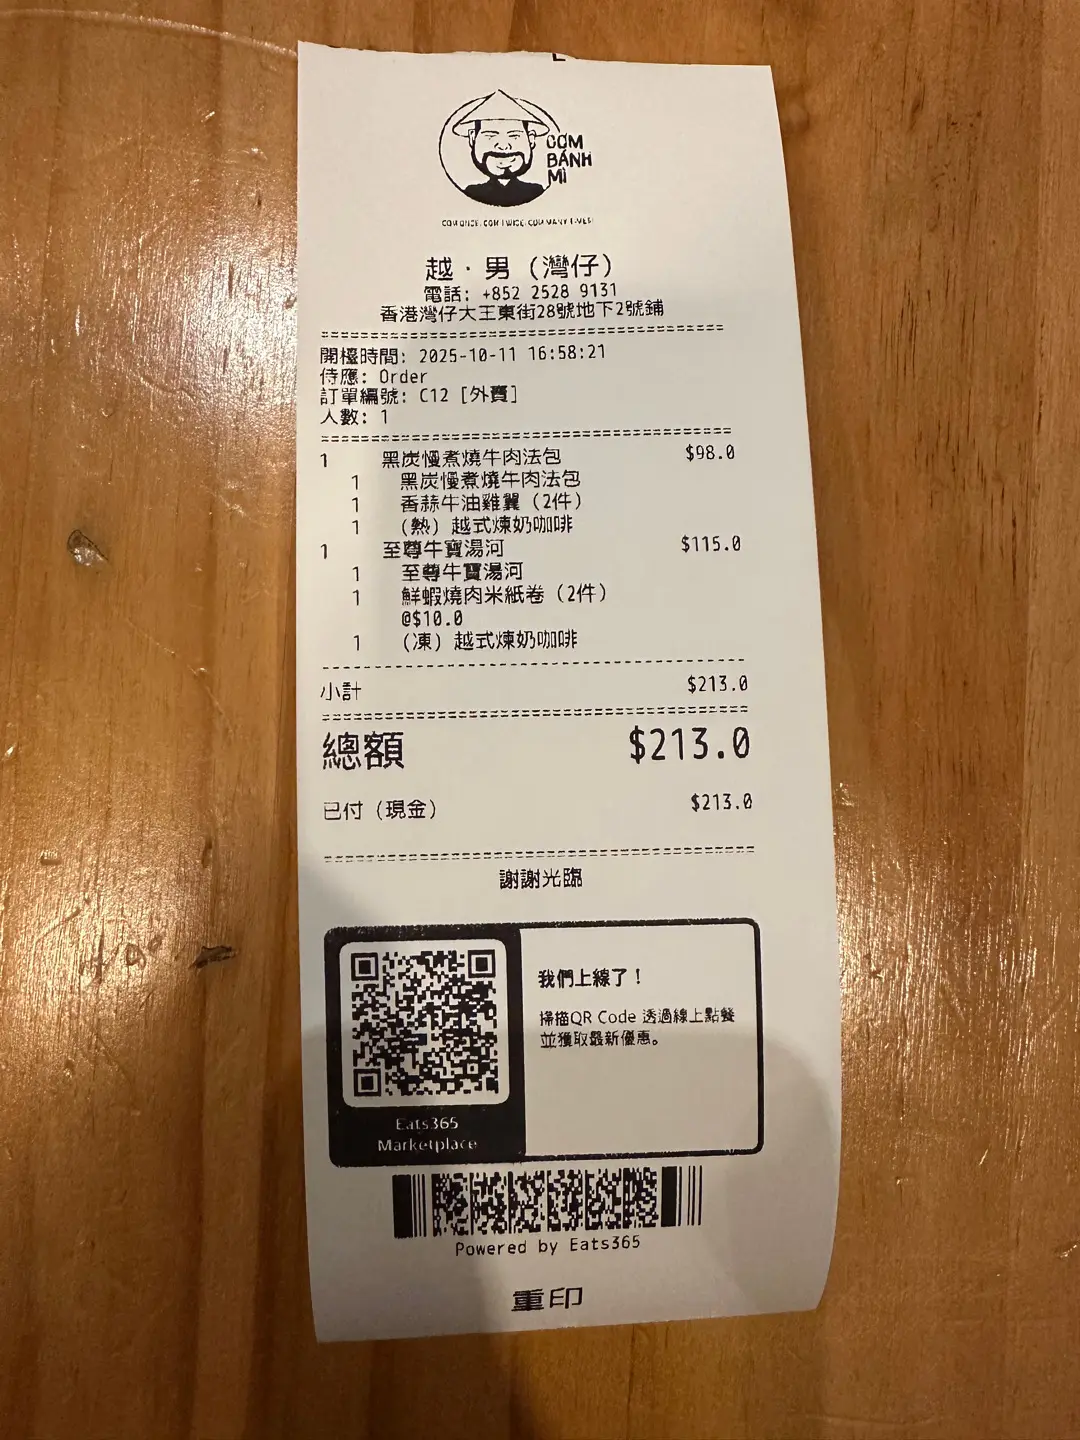 CƠM
BÁNH
MÌ
越·男（灣仔）
電話: +852 2528 9131
香港灣仔大王東街28號地下2號鋪
開檯時間: 2025-10-11 16:58:21
侍應: Order
訂單編號: C12 [外賣]
人數: 1
1 黑炭慢煮燒牛肉法包 $98.0
1 黑炭慢煮燒牛肉法包
1 香蒜牛油雞翼（2件）
1 （熱）越式煉奶咖啡
1 至尊牛寶湯河 $115.0
1 至尊牛寶湯河
1 鮮蝦燒肉米紙卷（2件）
@$10.0
1 （凍）越式煉奶咖啡
小計 $213.0
總額 $213.0
已付（現金） $213.0
謝謝光臨
我們上線了！
掃描QR Code 透過線上點餐
並獲取最新優惠。
Eats365
Marketplace
Powered by Eats365
重印